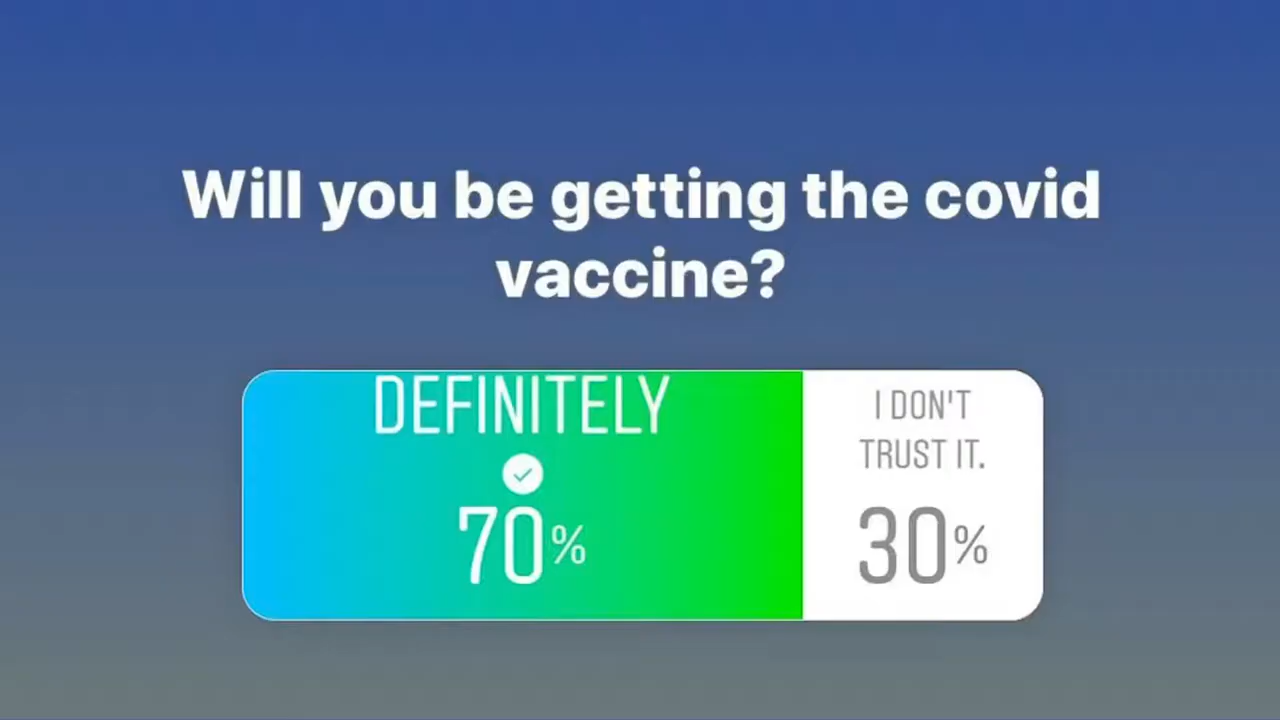 Will you be getting the covid
vaccine?
DEFINITELY
70%
I DON'T
TRUST IT.
30%